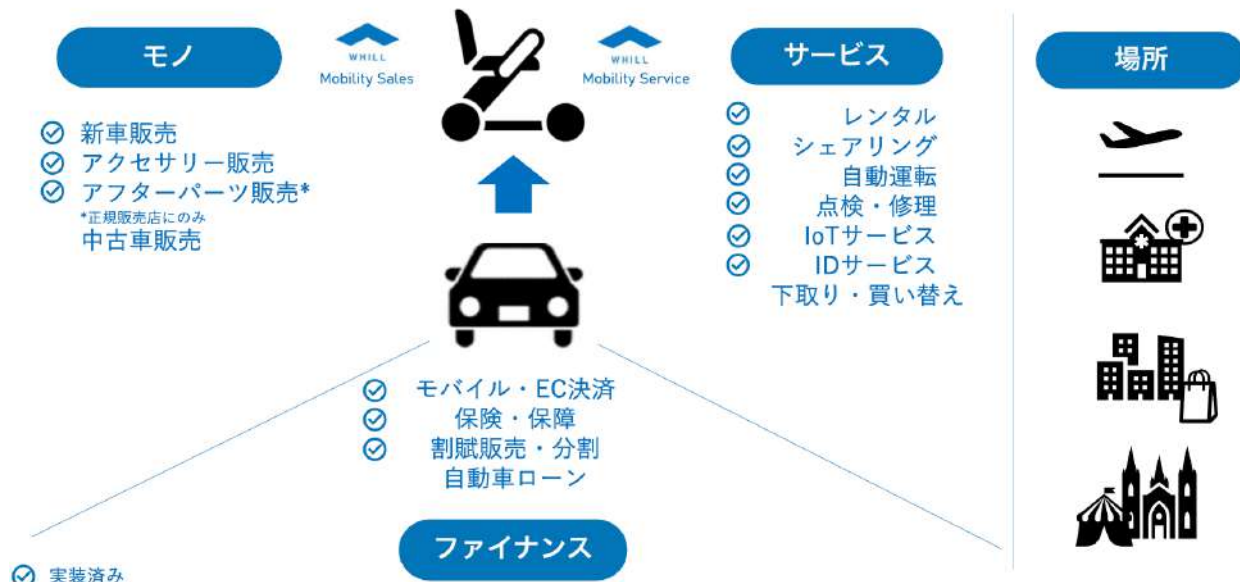 モノ
WHILL
Mobility Sales
WHILL
Mobility Service
サービス
場所
新車販売
アクセサリー販売
アフターパーツ販売*
*正規販売店にのみ
中古車販売
レンタル
シェアリング
自動運転
点検・修理
IoTサービス
IDサービス
下取り・買い替え
モバイル・EC決済
保険・保障
割賦販売・分割
自動車ローン
ファイナンス
実装済み